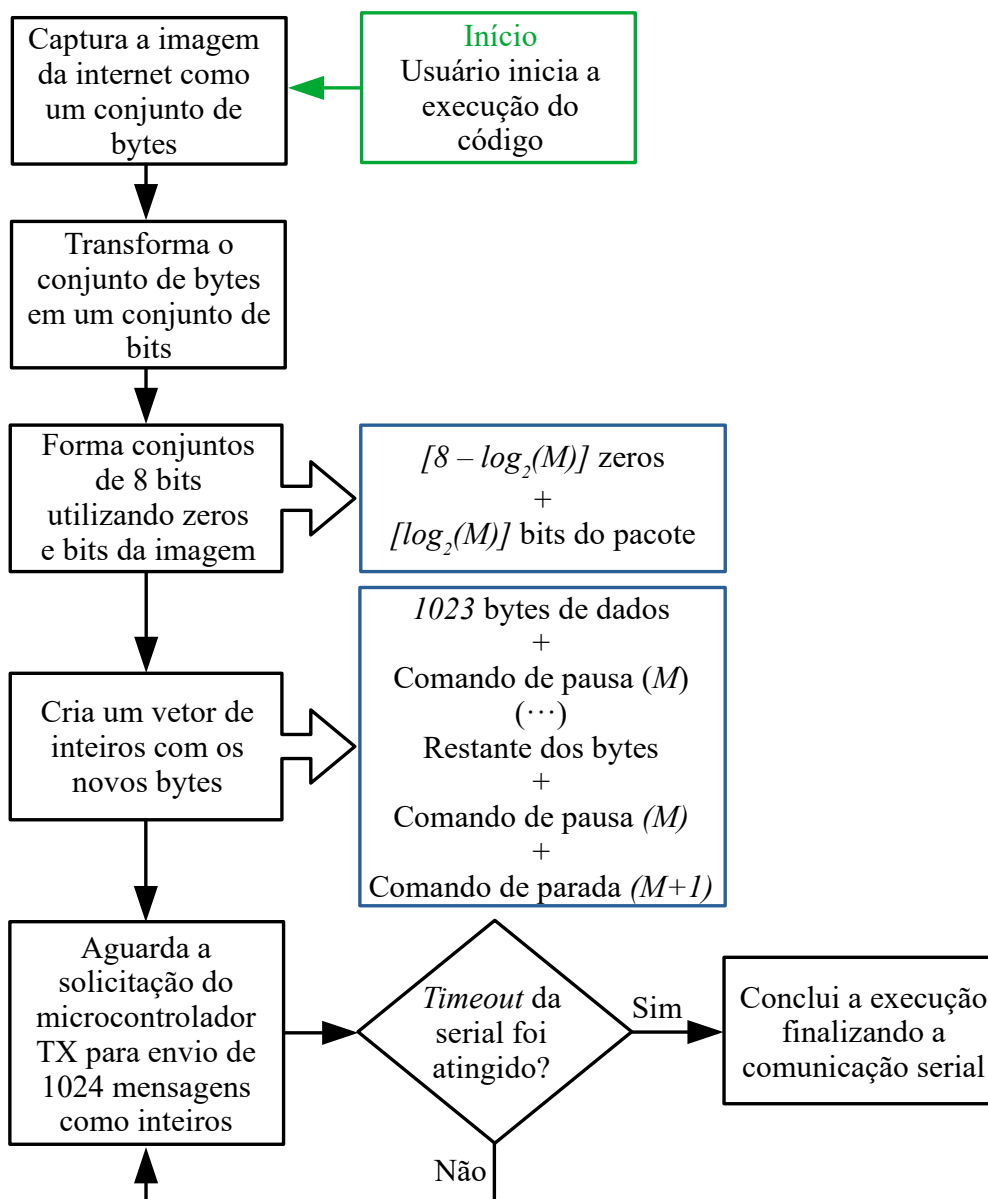 Início
Usuário inicia a
execução do
código
Captura a imagem
da internet como
um conjunto de
bytes
Transforma o
conjunto de bytes
em um conjunto de
bits
Forma conjuntos
de 8 bits
utilizando zeros
e bits da imagem
[8 – log₂(M)] zeros
+
[log₂(M)] bits do pacote
Cria um vetor de
inteiros com os
novos bytes
1023 bytes de dados
+
Comando de pausa (M)
(⋯)
Restante dos bytes
+
Comando de pausa (M)
+
Comando de parada (M+1)
Aguarda a
solicitação do
microcontrolador
TX para envio de
1024 mensagens
como inteiros
Timeout da
serial foi
atingido?
Sim
Não
Conclui a execução
finalizando a
comunicação serial